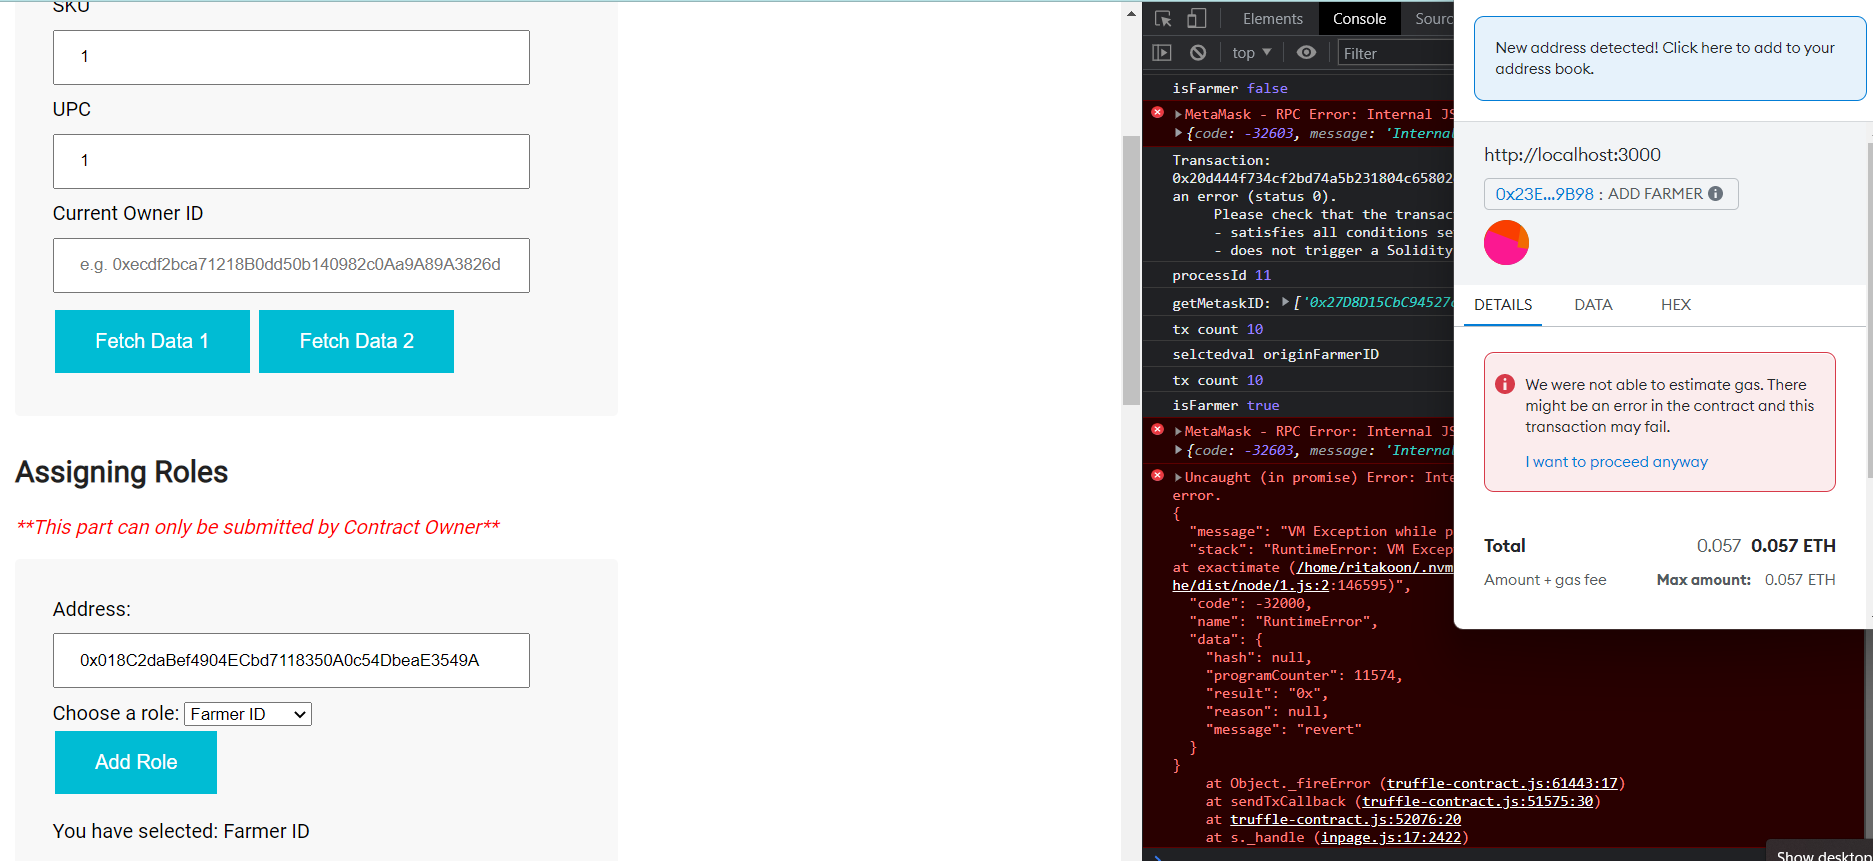 SKU
1
UPC
1
Current Owner ID
e.g. 0xecdf2bca71218B0dd50b140982c0Aa9A89A3826d
Fetch Data 1
Fetch Data 2
Assigning Roles
**This part can only be submitted by Contract Owner**
Address:
0x018C2daBef4904ECbd7118350A0c54DbeaE3549A
Choose a role: Farmer ID
Add Role
You have selected: Farmer ID
Elements
Console
Sourc
top
Filter
isFarmer false
MetaMask - RPC Error: Internal JS
{code: -32603, message: 'Interna
Transaction:
0x20d444f734cf2bd74a5b231804c65802
an error (status 0).
Please check that the transac
- satisfies all conditions se
- does not trigger a Solidity
processId 11
getMetaskID: ['0x27D8D15CbC94527
tx count 10
selctedval originFarmerID
tx count 10
isFarmer true
MetaMask - RPC Error: Internal JS
{code: -32603, message: 'Interna
Uncaught (in promise) Error: Inte
error.
{
"message": "VM Exception while p
"stack": "RuntimeError: VM Excep
at exactimate (/home/ritakoon/.nvm
he/dist/node/1.js:2:146595)",
"code": -32000,
"name": "RuntimeError",
"data": {
"hash": null,
"programCounter": 11574,
"result": "0x",
"reason": null,
"message": "revert"
}
}
at Object._fireError (truffle-contract.js:61443:17)
at sendTxCallback (truffle-contract.js:51575:30)
at truffle-contract.js:52076:20
at s._handle (inpage.js:17:2422)
New address detected! Click here to add to your
address book.
http://localhost:3000
0x23E...9B98 : ADD FARMER
DETAILS
DATA
HEX
We were not able to estimate gas. There
might be an error in the contract and this
transaction may fail.
I want to proceed anyway
Total 0.057 0.057 ETH
Amount + gas fee Max amount: 0.057 ETH
Show desktop